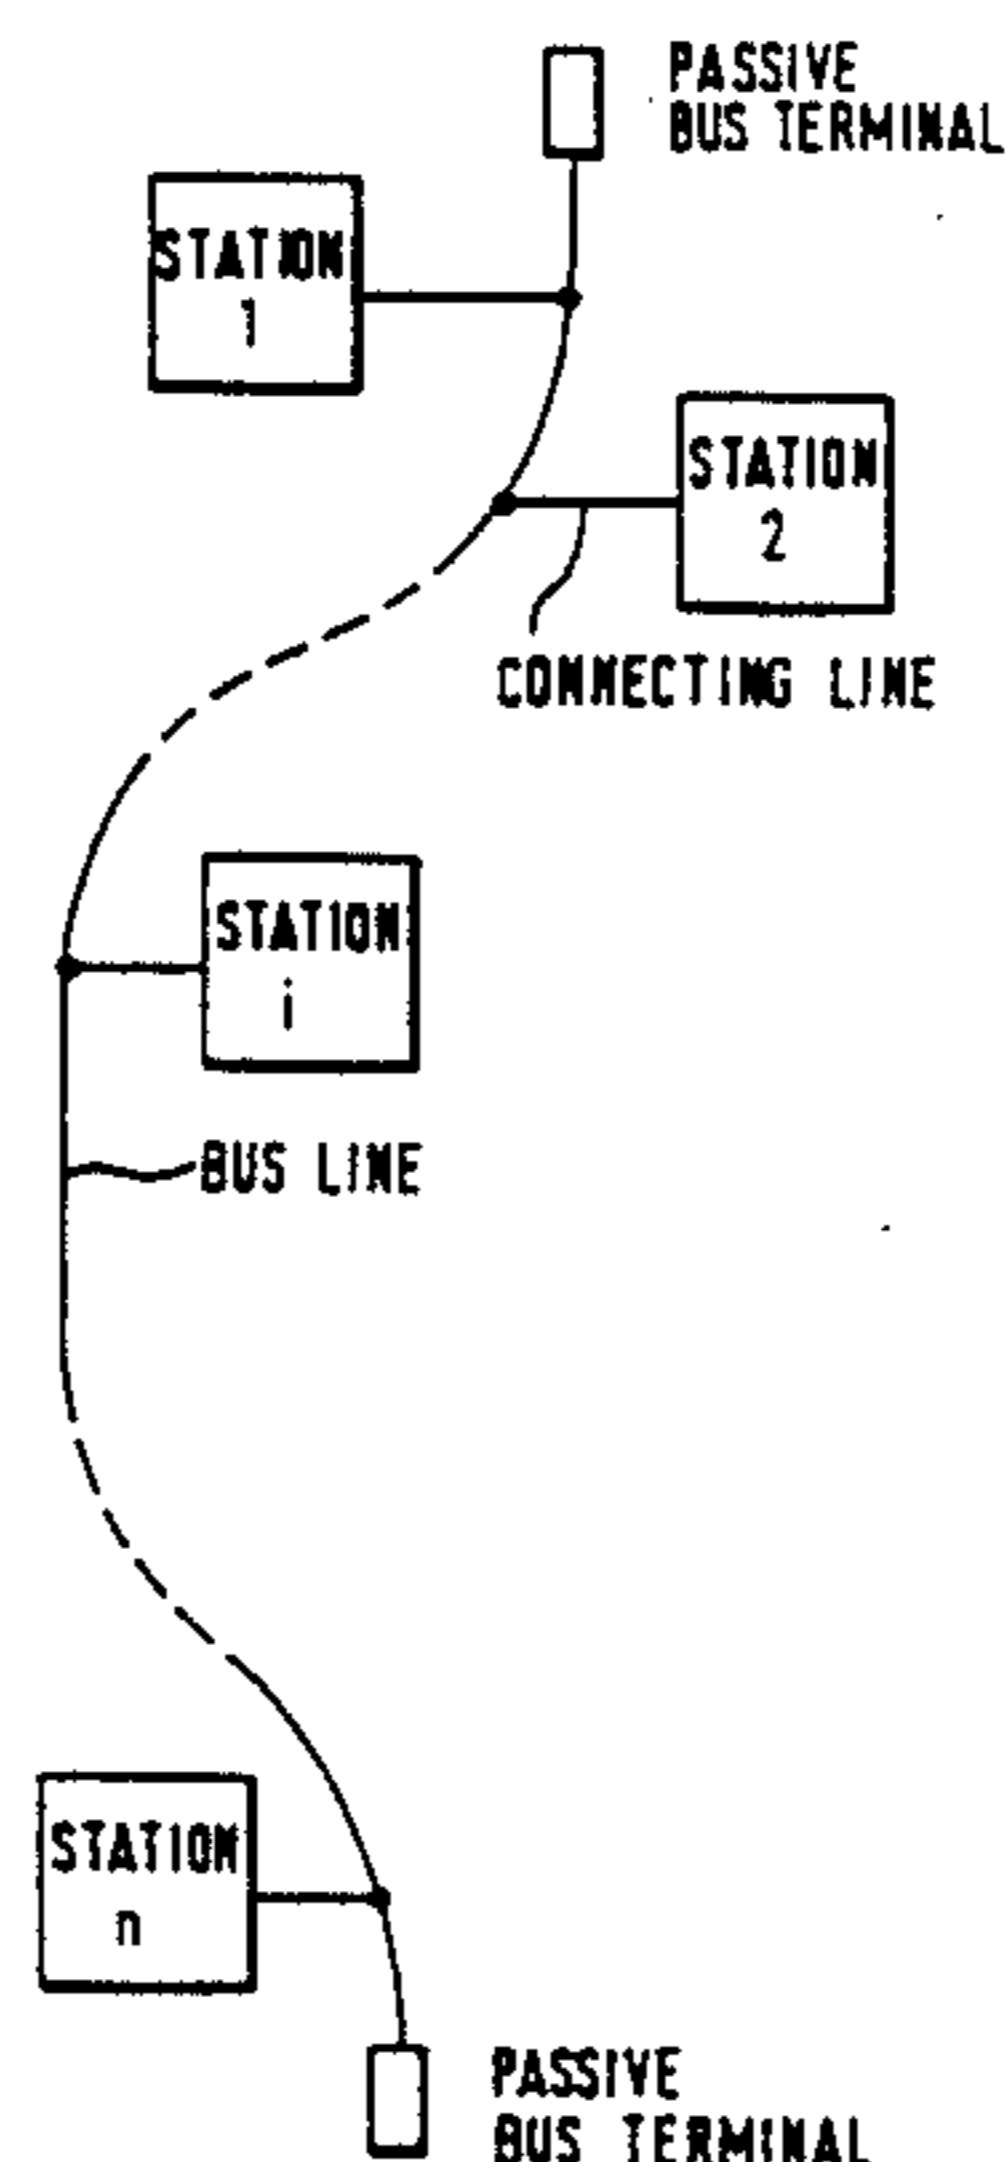 PASSIVE
BUS TERMINAL
STATION
1
STATION
2
CONNECTING LINE
STATION
i
BUS LINE
STATION
n
PASSIVE
BUS TERMINAL